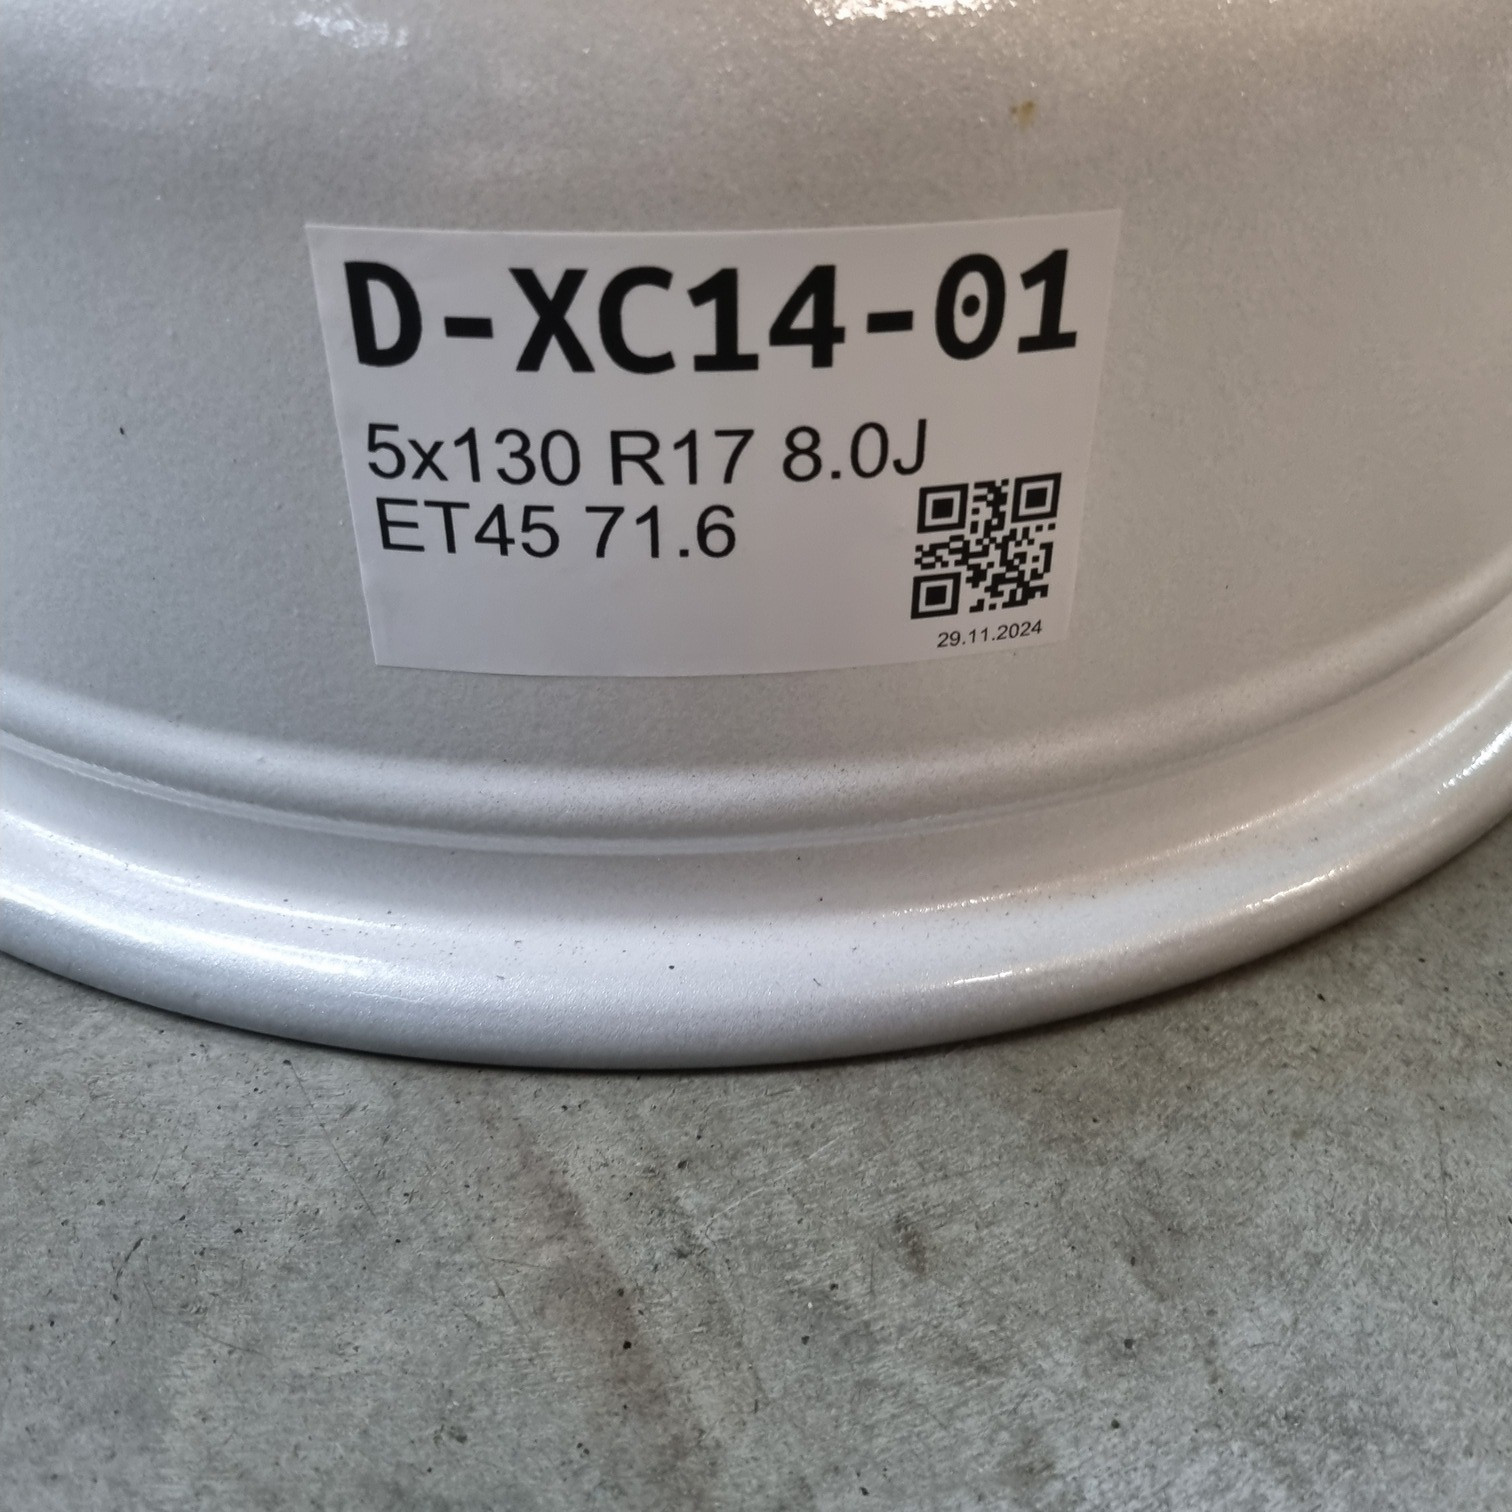 D-XC14-01
5x130 R17 8.0J
ET45 71.6
29.11.2024